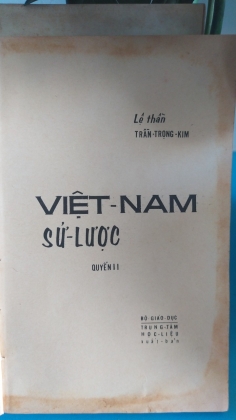 Lệ thần
TRẦN-TRỌNG-KIM
VIỆT-NAM
SỬ-LƯỢC
QUYỂN II
BỘ GIÁO-DỤC
TRUNG-TÂM
HỌC-LIỆU
XUẤT-BẢN